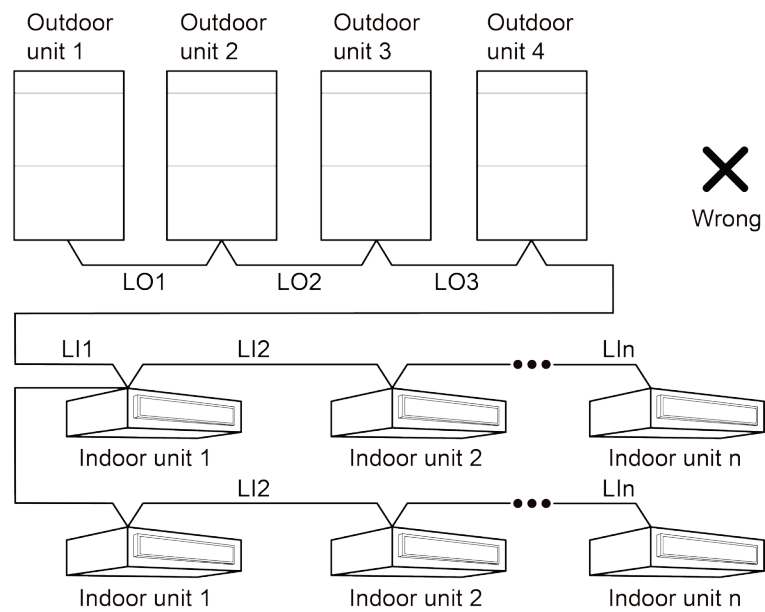 Outdoor
unit 1
Outdoor
unit 2
Outdoor
unit 3
Outdoor
unit 4
Wrong
LO1
LO2
LO3
LI1
LI2
LIn
Indoor unit 1
Indoor unit 2
Indoor unit n
LI2
LIn
Indoor unit 1
Indoor unit 2
Indoor unit n